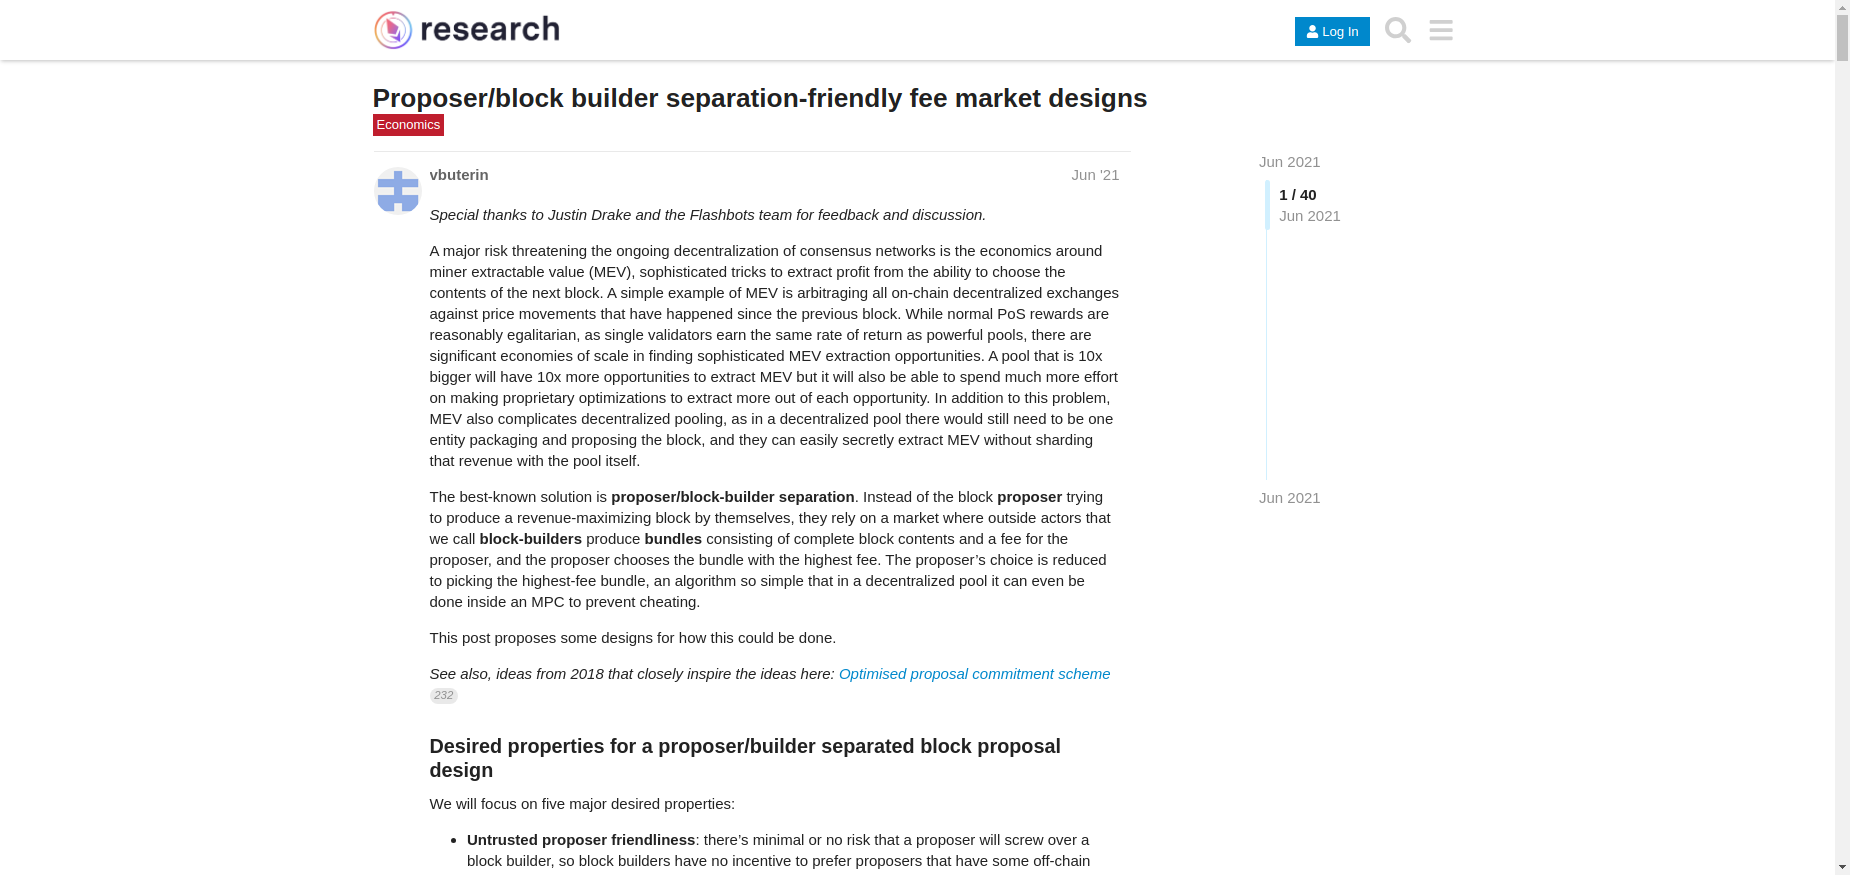 research
Log In
Proposer/block builder separation-friendly fee market designs
Economics
vbuterin
Jun '21
Special thanks to Justin Drake and the Flashbots team for feedback and discussion.
A major risk threatening the ongoing decentralization of consensus networks is the economics around
miner extractable value (MEV), sophisticated tricks to extract profit from the ability to choose the
contents of the next block. A simple example of MEV is arbitraging all on-chain decentralized exchanges
against price movements that have happened since the previous block. While normal PoS rewards are
reasonably egalitarian, as single validators earn the same rate of return as powerful pools, there are
significant economies of scale in finding sophisticated MEV extraction opportunities. A pool that is 10x
bigger will have 10x more opportunities to extract MEV but it will also be able to spend much more effort
on making proprietary optimizations to extract more out of each opportunity. In addition to this problem,
MEV also complicates decentralized pooling, as in a decentralized pool there would still need to be one
entity packaging and proposing the block, and they can easily secretly extract MEV without sharding
that revenue with the pool itself.
The best-known solution is proposer/block-builder separation. Instead of the block proposer trying
to produce a revenue-maximizing block by themselves, they rely on a market where outside actors that
we call block-builders produce bundles consisting of complete block contents and a fee for the
proposer, and the proposer chooses the bundle with the highest fee. The proposer’s choice is reduced
to picking the highest-fee bundle, an algorithm so simple that in a decentralized pool it can even be
done inside an MPC to prevent cheating.
This post proposes some designs for how this could be done.
See also, ideas from 2018 that closely inspire the ideas here: Optimised proposal commitment scheme
232
Desired properties for a proposer/builder separated block proposal
design
We will focus on five major desired properties:
• Untrusted proposer friendliness: there’s minimal or no risk that a proposer will screw over a
block builder, so block builders have no incentive to prefer proposers that have some off-chain
Jun 2021
1 / 40
Jun 2021
Jun 2021